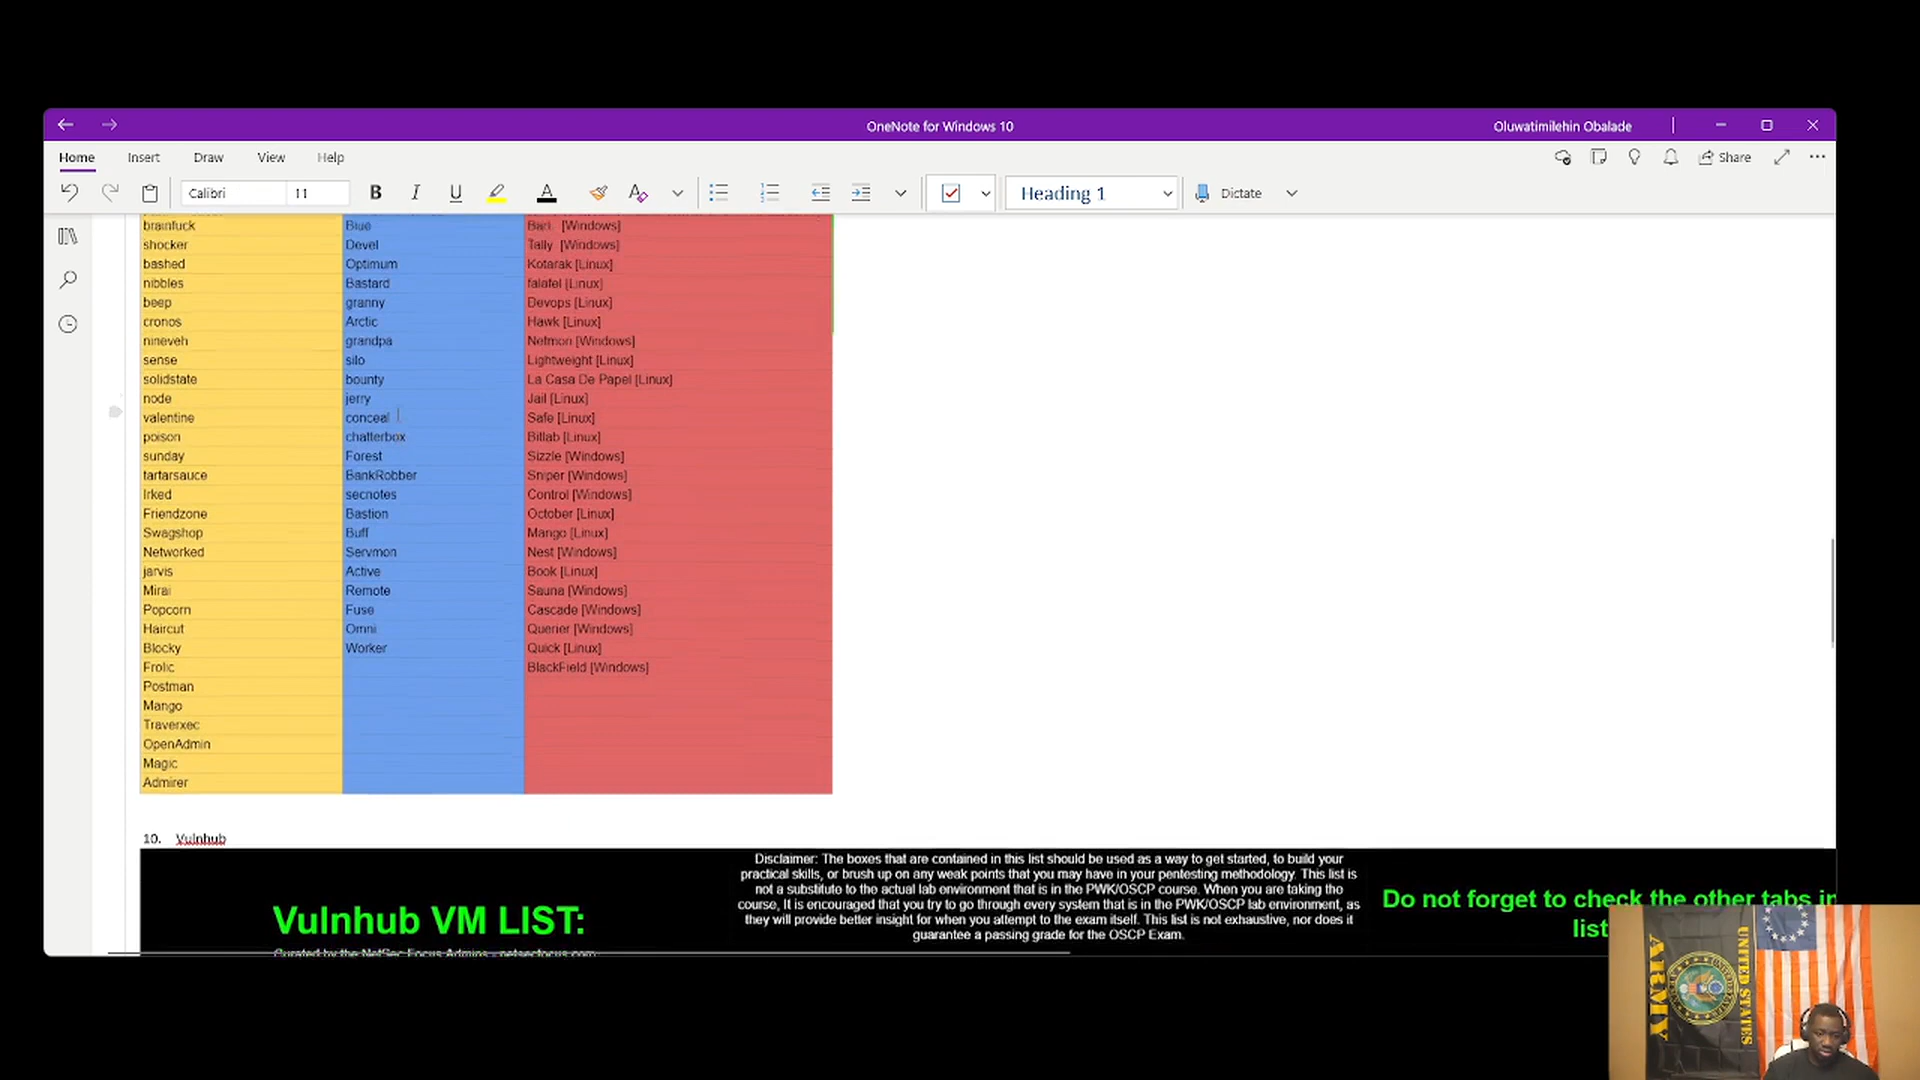 OneNote for Windows 10
Oluwatimilehin Obalade
Home
Insert
Draw
View
Help
Share
Calibri
11
B
I
U
A
A
Heading 1
Dictate
brainfuck
shocker
bashed
nibbles
beep
cronos
nineveh
sense
solidstate
node
valentine
poison
sunday
tartarsauce
Irked
Friendzone
Swagshop
Networked
jarvis
Mirai
Popcorn
Haircut
Blocky
Frolic
Postman
Mango
Traverxec
OpenAdmin
Magic
Admirer
Blue
Devel
Optimum
Bastard
granny
Arctic
grandpa
silo
bounty
jerry
conceal
chatterbox
Forest
BankRobber
secnotes
Bastion
Buff
Servmon
Active
Remote
Fuse
Omni
Worker
[Windows]
Tally [Windows]
Kotarak [Linux]
falafel [Linux]
Devops [Linux]
Hawk [Linux]
Netmon [Windows]
Lightweight [Linux]
La Casa De Papel [Linux]
Jail [Linux]
Safe [Linux]
Bitlab [Linux]
Sizzle [Windows]
Sniper [Windows]
Control [Windows]
October [Linux]
Mango [Linux]
Nest [Windows]
Book [Linux]
Sauna [Windows]
Cascade [Windows]
Querier [Windows]
Quick [Linux]
BlackField [Windows]
10. Vulnhub
Vulnhub VM LIST:
Curated by the NetSec Focus Admins - netsecfocus.com
Disclaimer: The boxes that are contained in this list should be used as a way to get started, to build your
practical skills, or brush up on any weak points that you may have in your pentesting methodology. This list is
not a substitute to the actual lab environment that is in the PWK/OSCP course. When you are taking the
course, It is encouraged that you try to go through every system that is in the PWK/OSCP lab environment, as
they will provide better insight for when you attempt to the exam itself. This list is not exhaustive, nor does it
guarantee a passing grade for the OSCP Exam.
Do not forget to check the other tabs in
list
ARMY
UNITED STATES